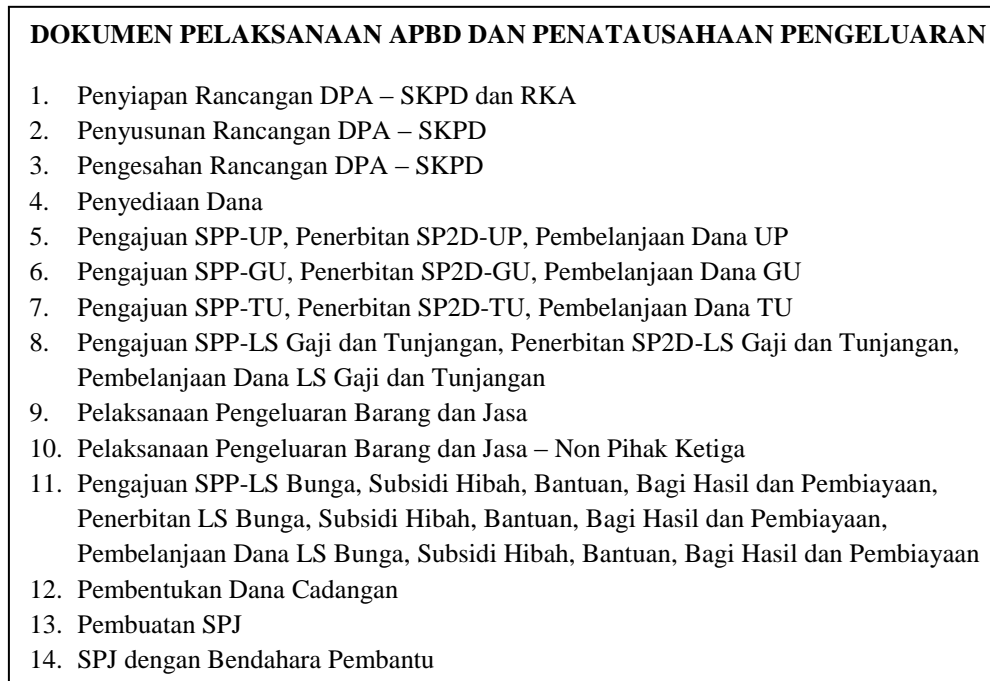 DOKUMEN PELAKSANAAN APBD DAN PENATAUSAHAAN PENGELUARAN
1. Penyiapan Rancangan DPA – SKPD dan RKA
2. Penyusunan Rancangan DPA – SKPD
3. Pengesahan Rancangan DPA – SKPD
4. Penyediaan Dana
5. Pengajuan SPP-UP, Penerbitan SP2D-UP, Pembelanjaan Dana UP
6. Pengajuan SPP-GU, Penerbitan SP2D-GU, Pembelanjaan Dana GU
7. Pengajuan SPP-TU, Penerbitan SP2D-TU, Pembelanjaan Dana TU
8. Pengajuan SPP-LS Gaji dan Tunjangan, Penerbitan SP2D-LS Gaji dan Tunjangan,
Pembelanjaan Dana LS Gaji dan Tunjangan
9. Pelaksanaan Pengeluaran Barang dan Jasa
10. Pelaksanaan Pengeluaran Barang dan Jasa – Non Pihak Ketiga
11. Pengajuan SPP-LS Bunga, Subsidi Hibah, Bantuan, Bagi Hasil dan Pembiayaan,
Penerbitan LS Bunga, Subsidi Hibah, Bantuan, Bagi Hasil dan Pembiayaan,
Pembelanjaan Dana LS Bunga, Subsidi Hibah, Bantuan, Bagi Hasil dan Pembiayaan
12. Pembentukan Dana Cadangan
13. Pembuatan SPJ
14. SPJ dengan Bendahara Pembantu